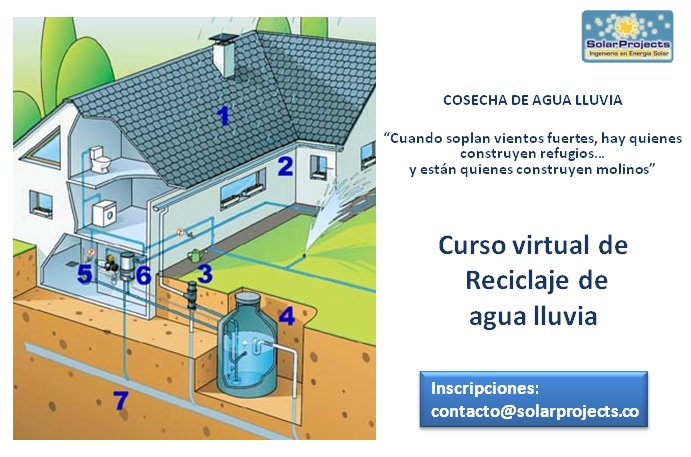 SolarProjects
Ingeniería en Energía Solar
COSECHA DE AGUA LLUVIA
“Cuando soplan vientos fuertes, hay quienes
construyen refugios...
y están quienes construyen molinos”
Curso virtual de
Reciclaje de
agua lluvia
Inscripciones:
contacto@solarprojects.co
1
2
3
4
5
6
7